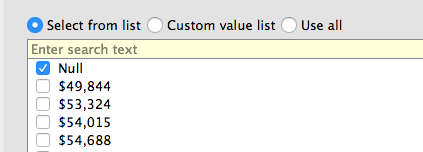 Select from list Custom value list Use all
Enter search text
Null
$49,844
$53,324
$54,015
$54,688